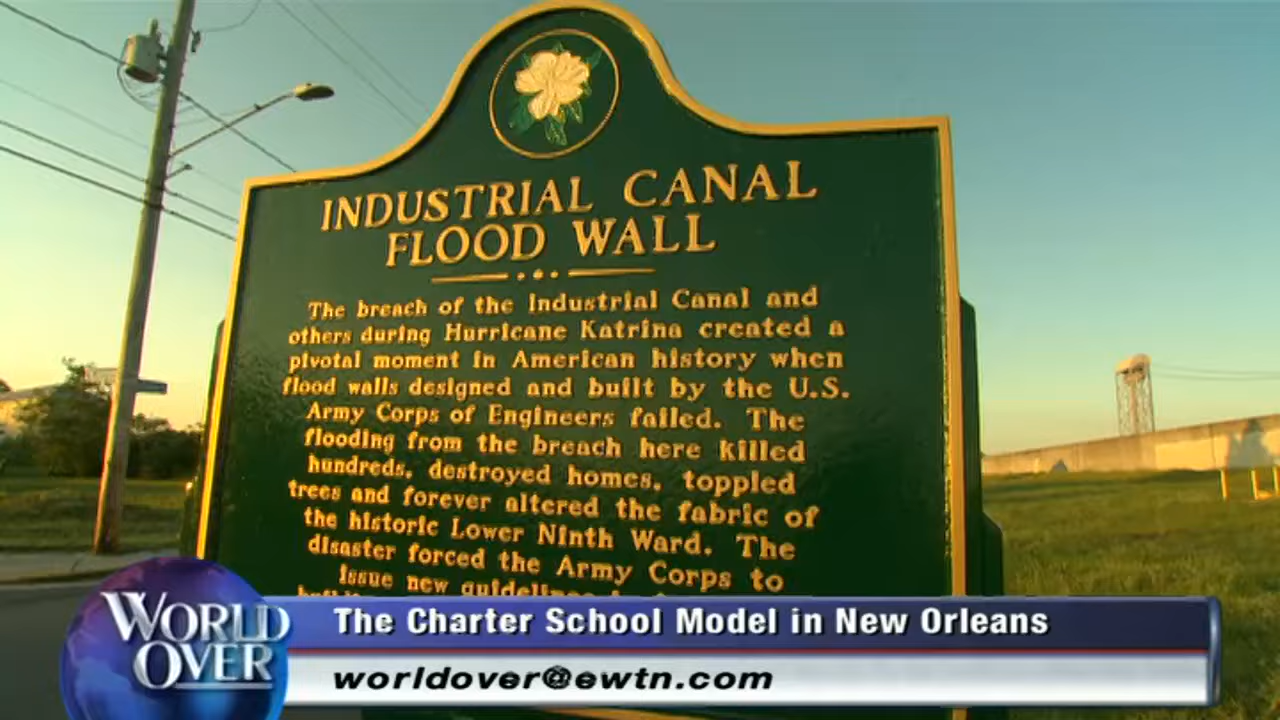 INDUSTRIAL CANAL
FLOOD WALL
The breach of the Industrial Canal and
others during Hurricane Katrina created a
pivotal moment in American history when
flood walls designed and built by the U.S.
Army Corps of Engineers failed. The
flooding from the breach here killed
hundreds, destroyed homes, toppled
trees and forever altered the fabric of
the historic Lower Ninth Ward. The
disaster forced the Army Corps to
issue new guidelines
WORLD
OVER
The Charter School Model in New Orleans
worldover@ewtn.com